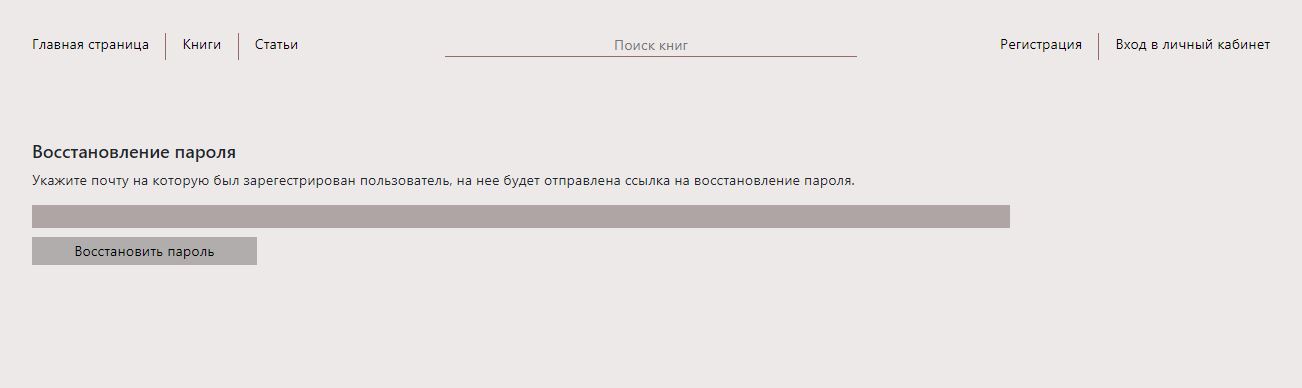 Главная страница Книги Статьи Поиск книг Регистрация Вход в личный кабинет
Восстановление пароля
Укажите почту на которую был зарегестрирован пользователь, на нее будет отправлена ссылка на восстановление пароля.
Восстановить пароль